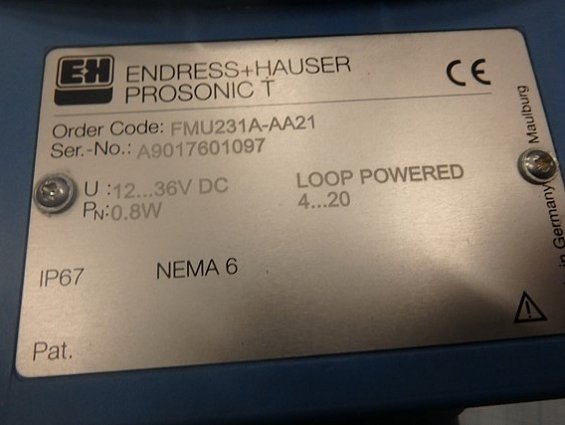 E+H
ENDRESS+HAUSER
PROSONIC T
CE
Order Code: FMU231A-AA21
Ser.-No.: A9017601097
U :12...36V DC
LOOP POWERED
PN:0.8W
4...20
IP67
NEMA 6
Pat.
in Germany
Maulburg